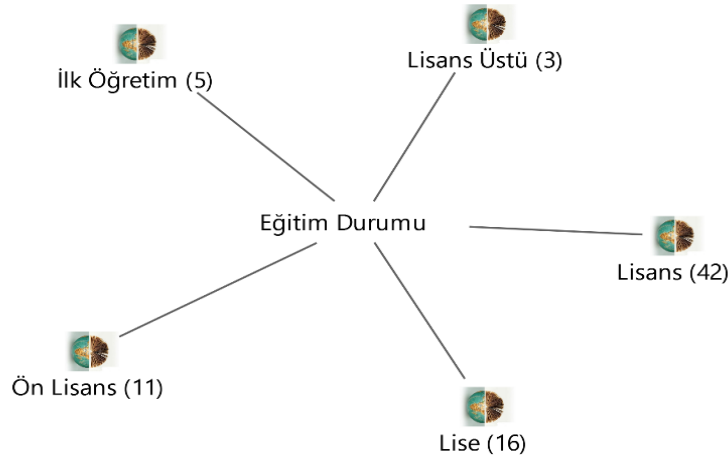 İlk Öğretim (5)
Lisans Üstü (3)
Eğitim Durumu
Lisans (42)
Ön Lisans (11)
Lise (16)